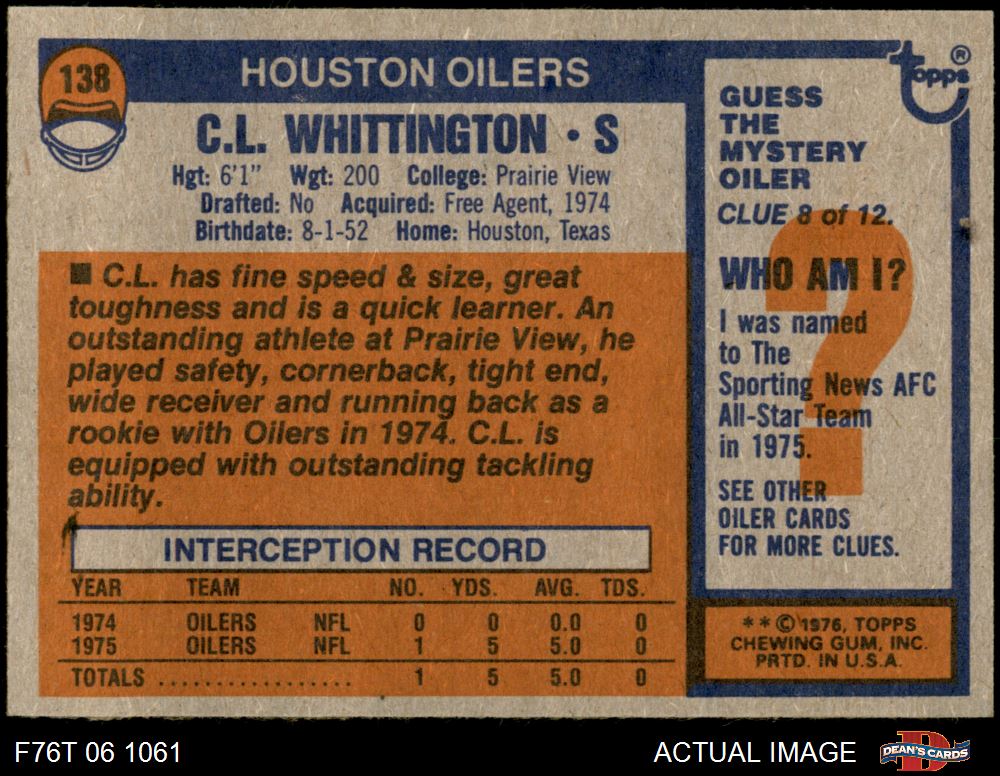 138
HOUSTON OILERS
C.L. WHITTINGTON • S
Hgt: 6'1" Wgt: 200 College: Prairie View
Drafted: No Acquired: Free Agent, 1974
Birthdate: 8-1-52 Home: Houston, Texas
■ C.L. has fine speed & size, great
toughness and is a quick learner. An
outstanding athlete at Prairie View, he
played safety, cornerback, tight end,
wide receiver and running back as a
rookie with Oilers in 1974. C.L. is
equipped with outstanding tackling
ability.
INTERCEPTION RECORD
YEAR TEAM NO. YDS. AVG. TDS.
1974 OILERS NFL 0 0 0.0 0
1975 OILERS NFL 1 5 5.0 0
TOTALS .................. 1 5 5.0 0
Topps ®
GUESS
THE
MYSTERY
OILER
CLUE 8 of 12.
?
WHO AM I?
I was named
to The
Sporting News AFC
All-Star Team
in 1975.
SEE OTHER
OILER CARDS
FOR MORE CLUES.
**© 1976, TOPPS
CHEWING GUM, INC.
PRTD. IN U.S.A.
F76T 06 1061
ACTUAL IMAGE
D
DEAN'S CARDS